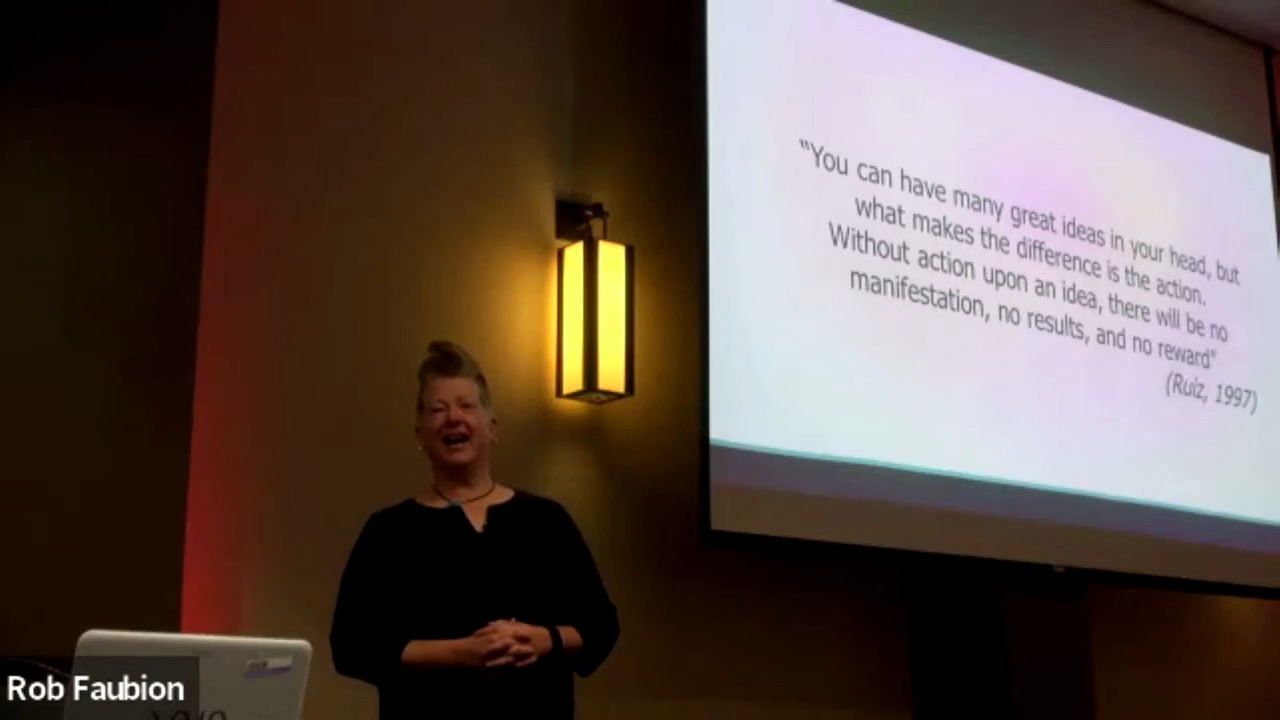 “You can have many great ideas in your head, but
what makes the difference is the action.
Without action upon an idea, there will be no
manifestation, no results, and no reward”
(Ruiz, 1997)
Rob Faubion